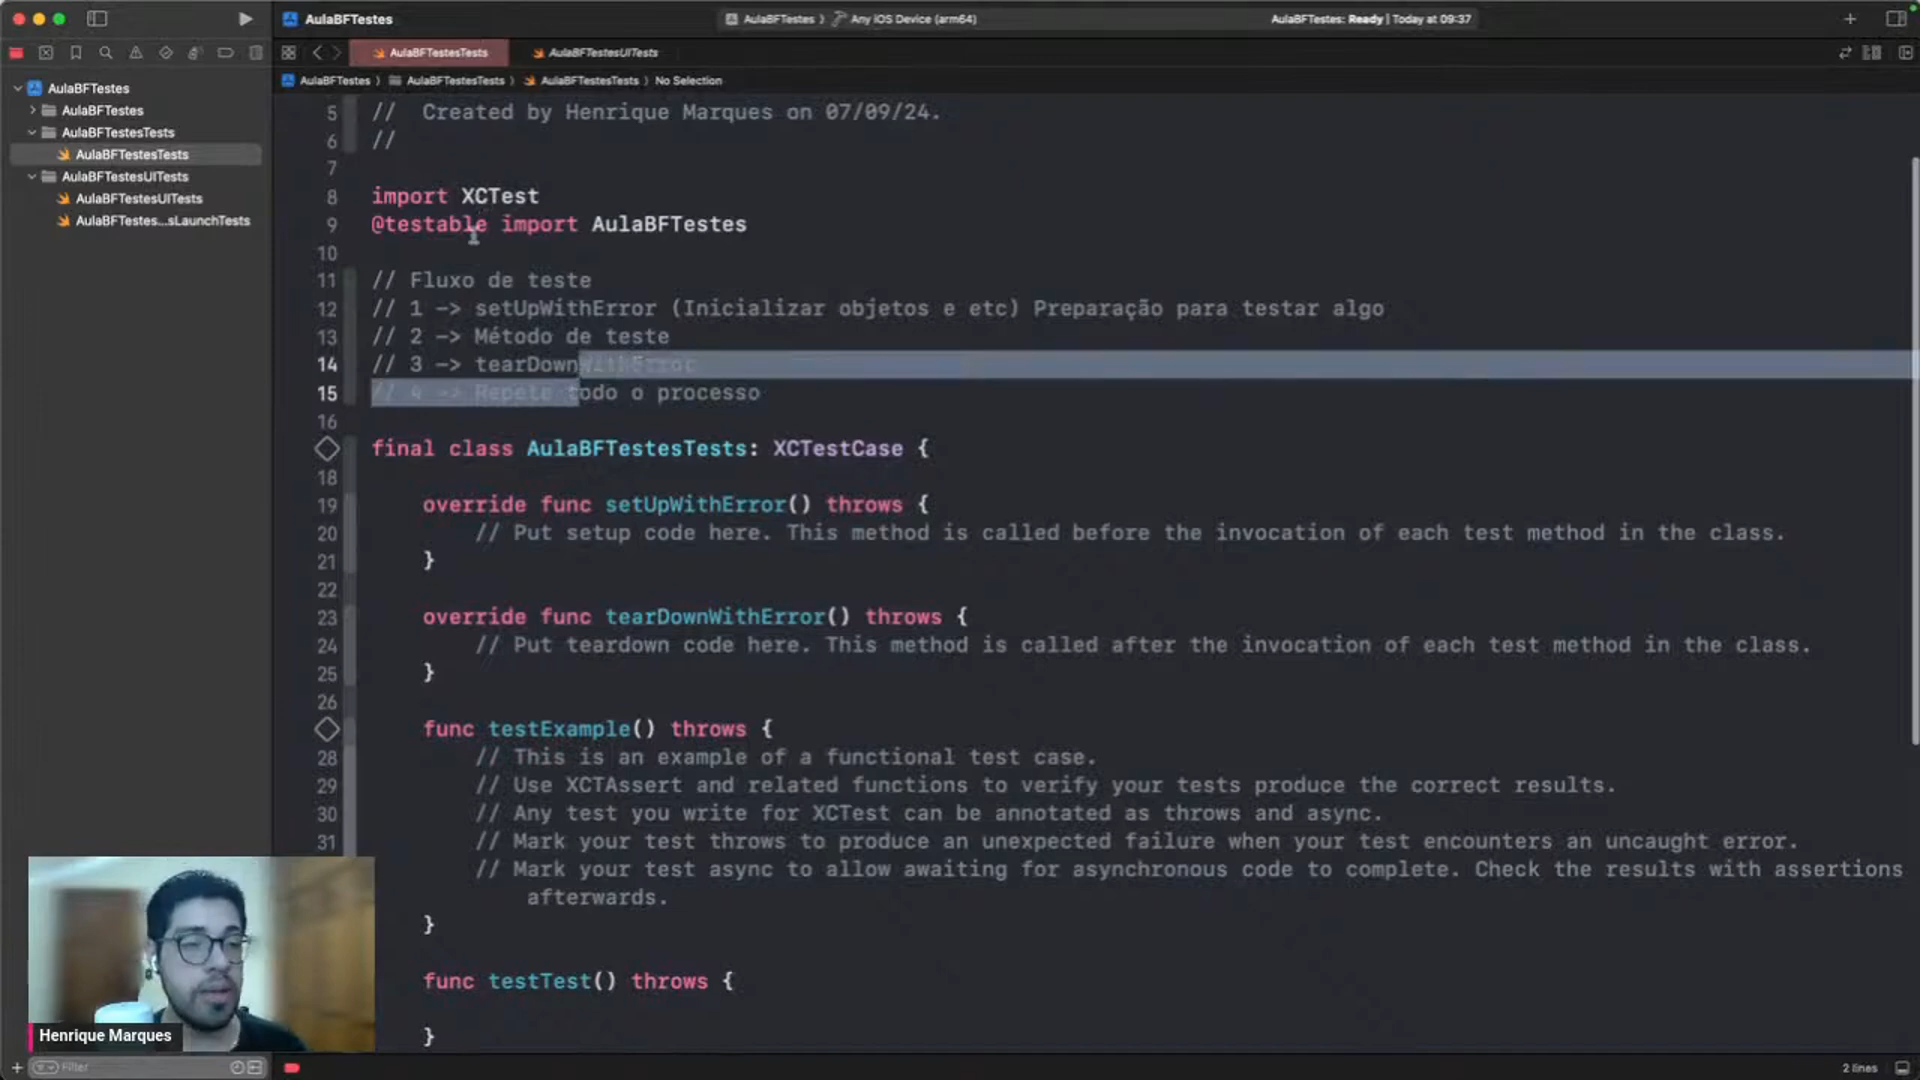 AulaBFTestes
AulaBFTestes
Any iOS Device (arm64)
AulaBFTestes: Ready | Today at 09:37
AulaBFTestesTests
AulaBFTestesUITests
AulaBFTestes
AulaBFTestesTests
AulaBFTestesTests
No Selection
AulaBFTestes
AulaBFTestes
AulaBFTestesTests
AulaBFTestesTests
AulaBFTestesUITests
AulaBFTestesUITests
AulaBFTestes...sLaunchTests
5 // Created by Henrique Marques on 07/09/24.
6 //
7
8 import XCTest
9 @testable import AulaBFTestes
10
11 // Fluxo de teste
12 // 1 -> setUpWithError (Inicializar objetos e etc) Preparação para testar algo
13 // 2 -> Método de teste
14 // 3 -> tearDownWithError
15 // 4 -> Repete todo o processo
16
final class AulaBFTestesTests: XCTestCase {
18
19 override func setUpWithError() throws {
20 // Put setup code here. This method is called before the invocation of each test method in the class.
21 }
22
23 override func tearDownWithError() throws {
24 // Put teardown code here. This method is called after the invocation of each test method in the class.
25 }
26
func testExample() throws {
28 // This is an example of a functional test case.
29 // Use XCTAssert and related functions to verify your tests produce the correct results.
30 // Any test you write for XCTest can be annotated as throws and async.
31 // Mark your test throws to produce an unexpected failure when your test encounters an uncaught error.
// Mark your test async to allow awaiting for asynchronous code to complete. Check the results with assertions
afterwards.
}
func testTest() throws {
}
Henrique Marques
Filter
2 lines